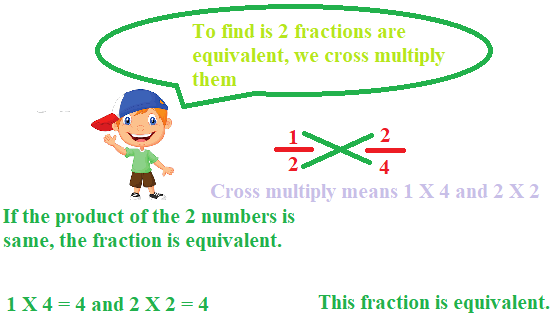 To find is 2 fractions are
equivalent, we cross multiply
them
1 2
2 4
Cross multiply means 1 X 4 and 2 X 2
If the product of the 2 numbers is
same, the fraction is equivalent.
1 X 4 = 4 and 2 X 2 = 4
This fraction is equivalent.